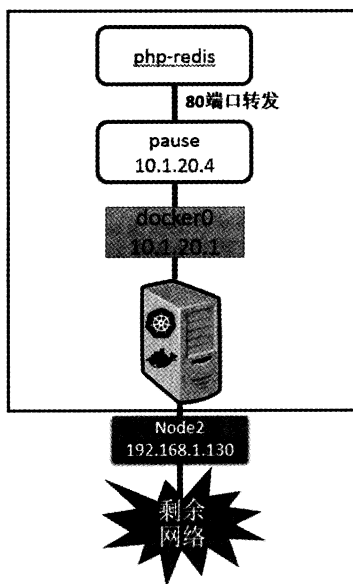 php-redis
80端口转发
pause
10.1.20.4
docker0
10.1.20.1
Node2
192.168.1.130
剩余
网络